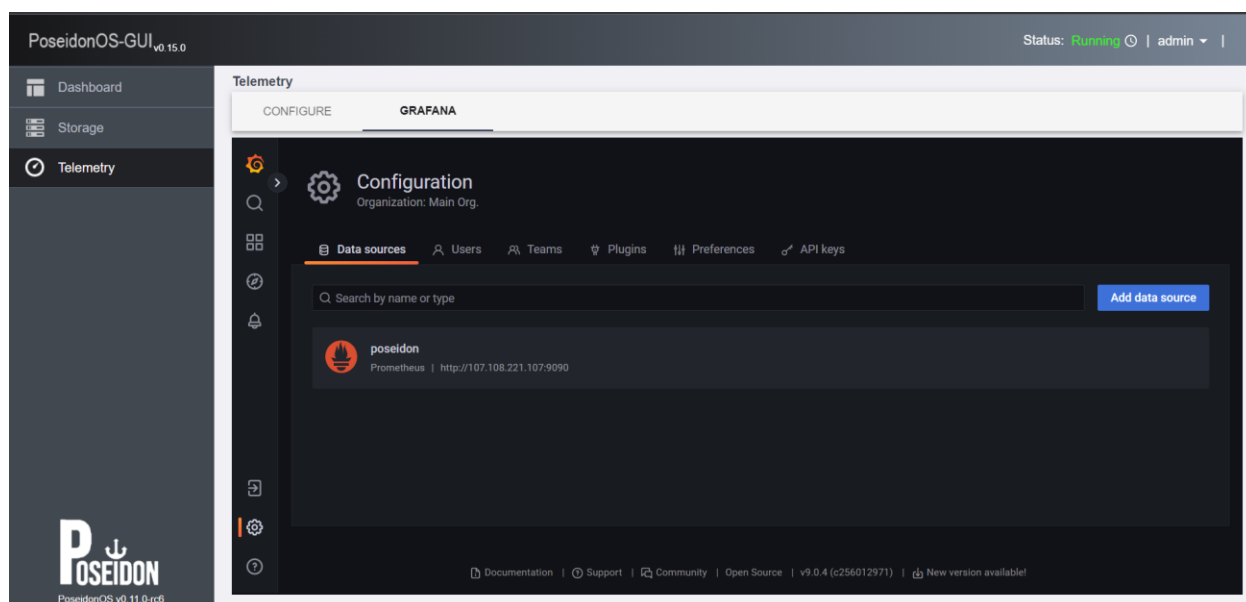 PoseidonOS-GUI v0.15.0
Status: Running | admin |
Dashboard
Storage
Telemetry
Telemetry
CONFIGURE GRAFANA
Configuration
Organization: Main Org.
Data sources Users Teams Plugins Preferences API keys
Search by name or type Add data source
poseidon
Prometheus | http://107.108.221.107:9090
POSEIDON
PoseidonOS v0.11.0-rc6
Documentation | Support | Community | Open Source | v9.0.4 (c256012971) | New version available!